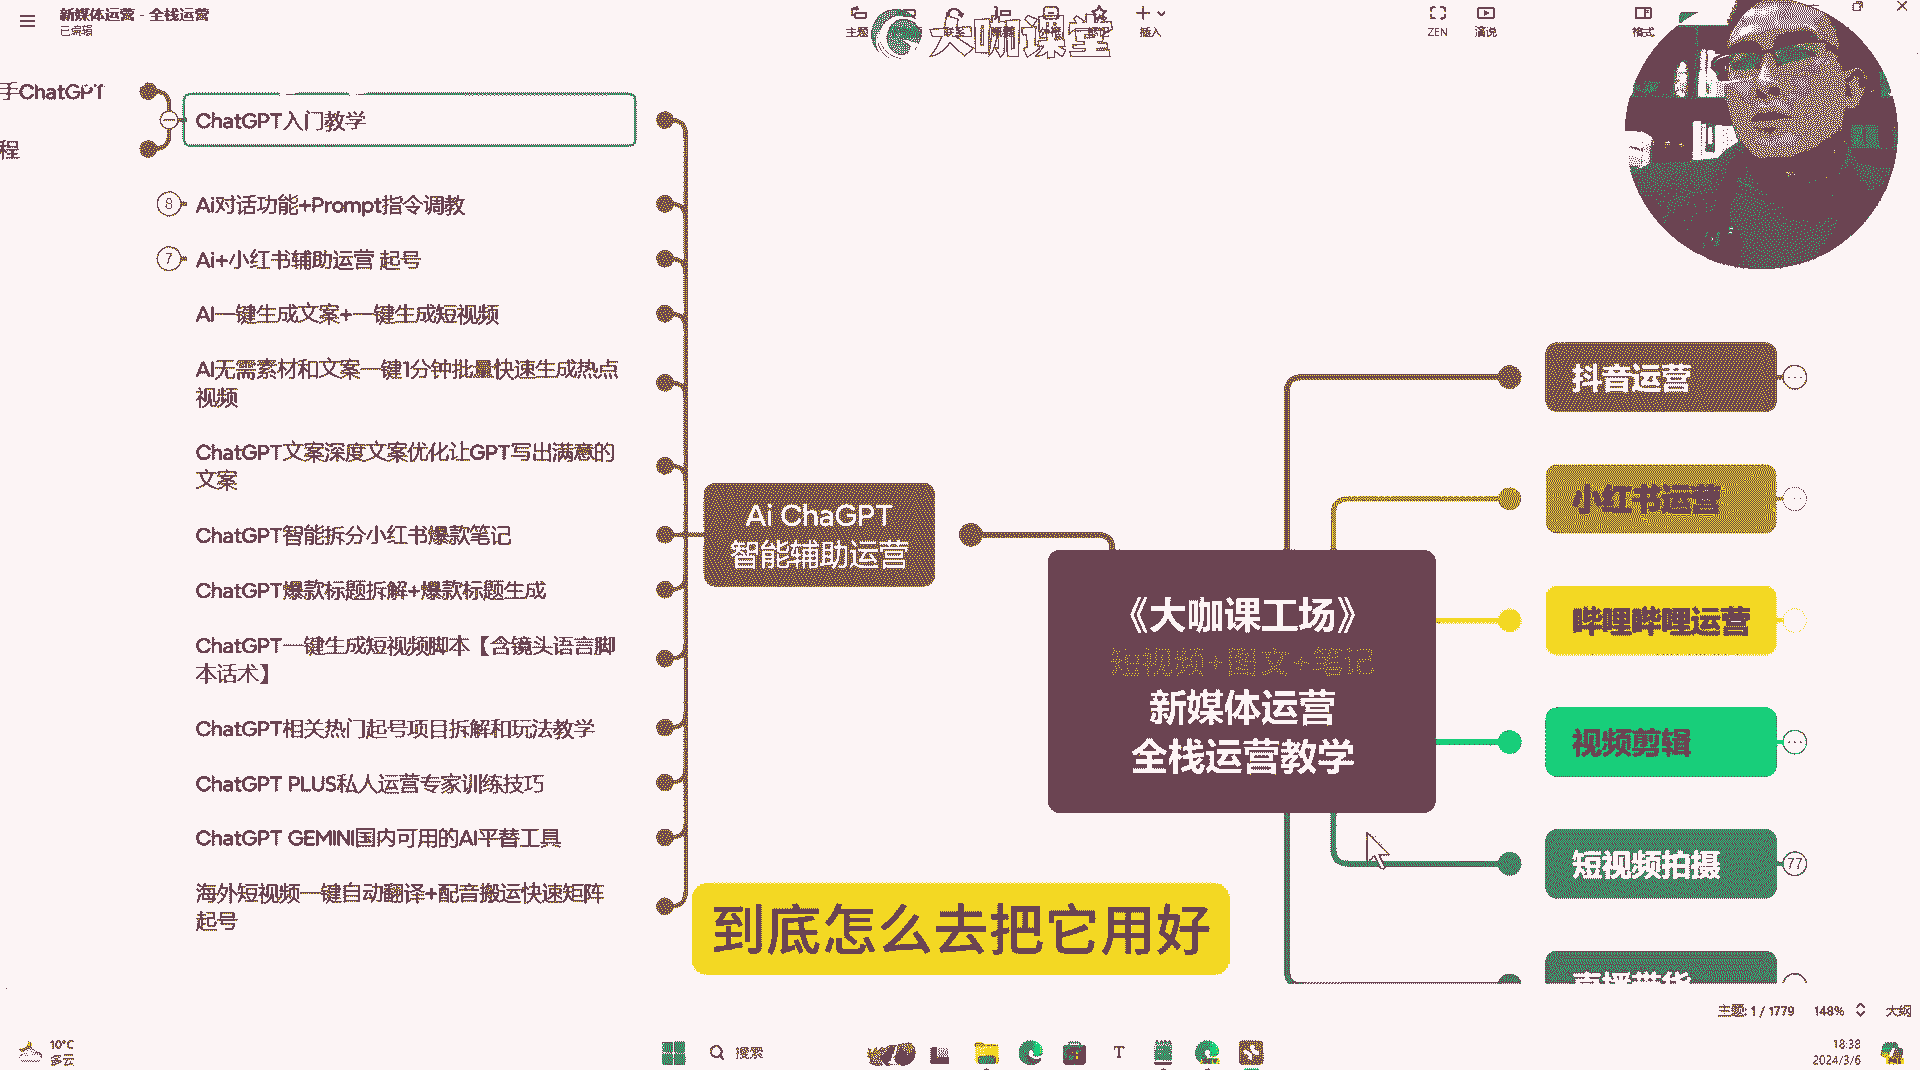 新媒体运营 - 全栈运营
已编辑
主题
插入
ZEN
演说
格式
大咖课堂
手ChatGPT
程
ChatGPT入门教学
8
Ai对话功能+Prompt指令调教
7
Ai+小红书辅助运营 起号
AI一键生成文案+一键生成短视频
AI无需素材和文案一键1分钟批量快速生成热点
视频
ChatGPT文案深度文案优化让GPT写出满意的
文案
ChatGPT智能拆分小红书爆款笔记
ChatGPT爆款标题拆解+爆款标题生成
ChatGPT一键生成短视频脚本【含镜头语言脚
本话术】
ChatGPT相关热门起号项目拆解和玩法教学
ChatGPT PLUS私人运营专家训练技巧
ChatGPT GEMINI国内可用的AI平替工具
海外短视频一键自动翻译+配音搬运快速矩阵
起号
Ai ChaGPT
智能辅助运营
《大咖课工场》
短视频+图文+笔记
新媒体运营
全栈运营教学
抖音运营
小红书运营
哔哩哔哩运营
视频剪辑
短视频拍摄
77
直播带货
到底怎么去把它用好
主题: 1 / 1779
148%
大纲
10°C
多云
搜索
18:38
2024/3/6